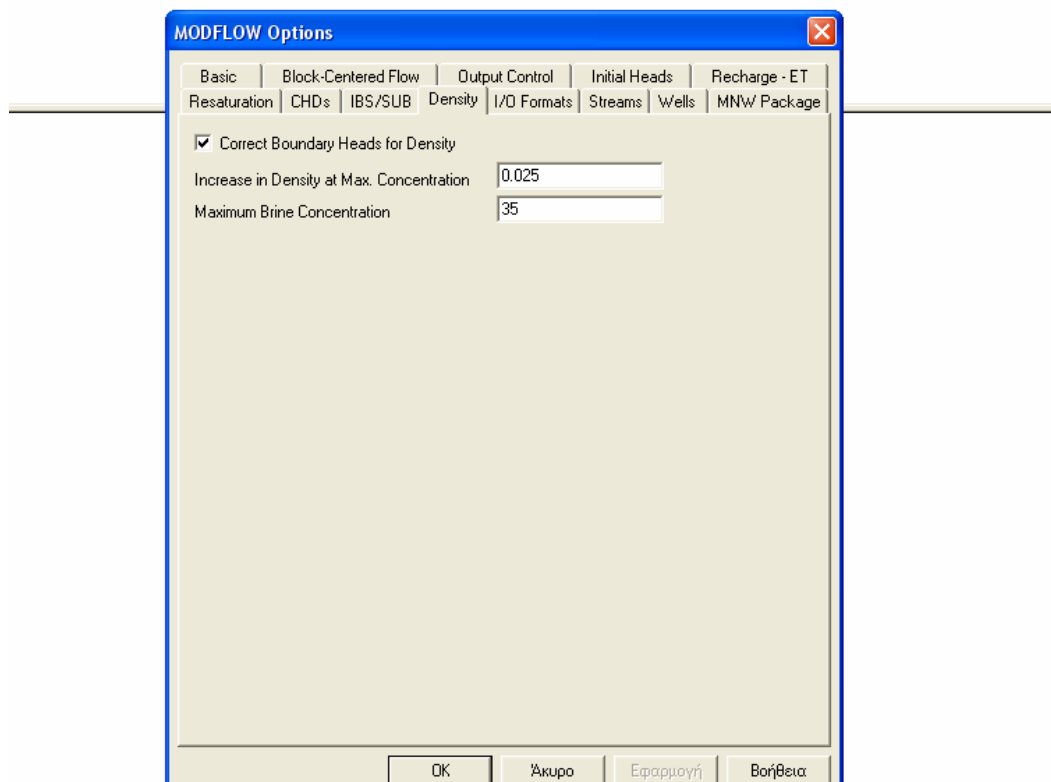 MODFLOW Options
Basic Block-Centered Flow Output Control Initial Heads Recharge - ET
Resaturation CHDs IBS/SUB Density I/O Formats Streams Wells MNW Package
Correct Boundary Heads for Density
Increase in Density at Max. Concentration 0.025
Maximum Brine Concentration 35
OK Άκυρο Εφαρμογή Βοήθεια